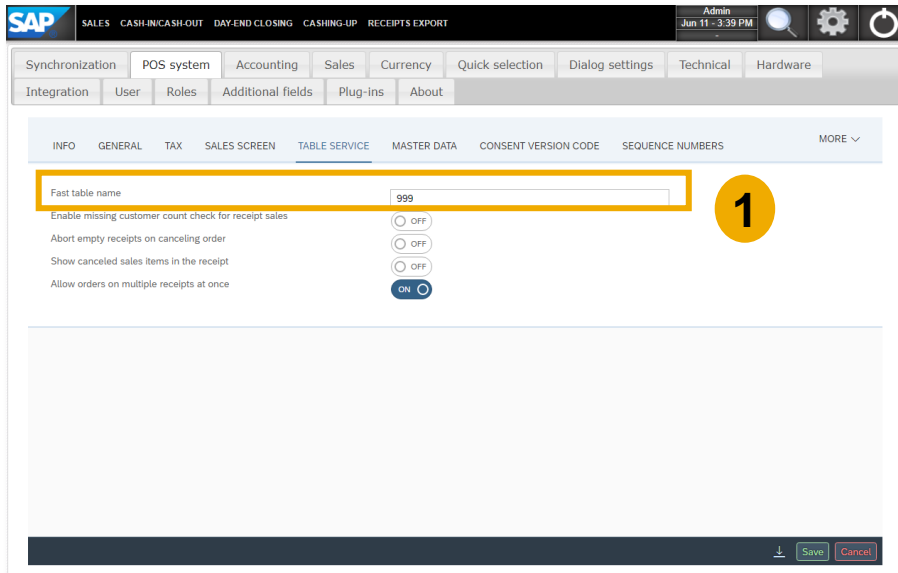 SAP SALES CASH-IN/CASH-OUT DAY-END CLOSING CASHING-UP RECEIPTS EXPORT
Admin
Jun 11 - 3:39 PM
-
Synchronization POS system Accounting Sales Currency Quick selection Dialog settings Technical Hardware
Integration User Roles Additional fields Plug-ins About
INFO GENERAL TAX SALES SCREEN TABLE SERVICE MASTER DATA CONSENT VERSION CODE SEQUENCE NUMBERS MORE
Fast table name 999
1
Enable missing customer count check for receipt sales OFF
Abort empty receipts on canceling order OFF
Show canceled sales items in the receipt OFF
Allow orders on multiple receipts at once ON
Save Cancel